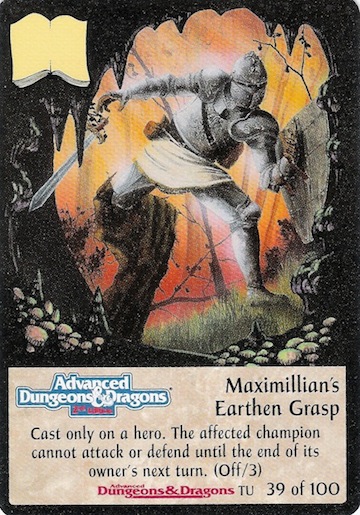 Advanced
Dungeons & Dragons®
2nd Edition
Maximillian's
Earthen Grasp
Cast only on a hero. The affected champion
cannot attack or defend until the end of its
owner's next turn. (Off/3)
Advanced
Dungeons & Dragons TU 39 of 100